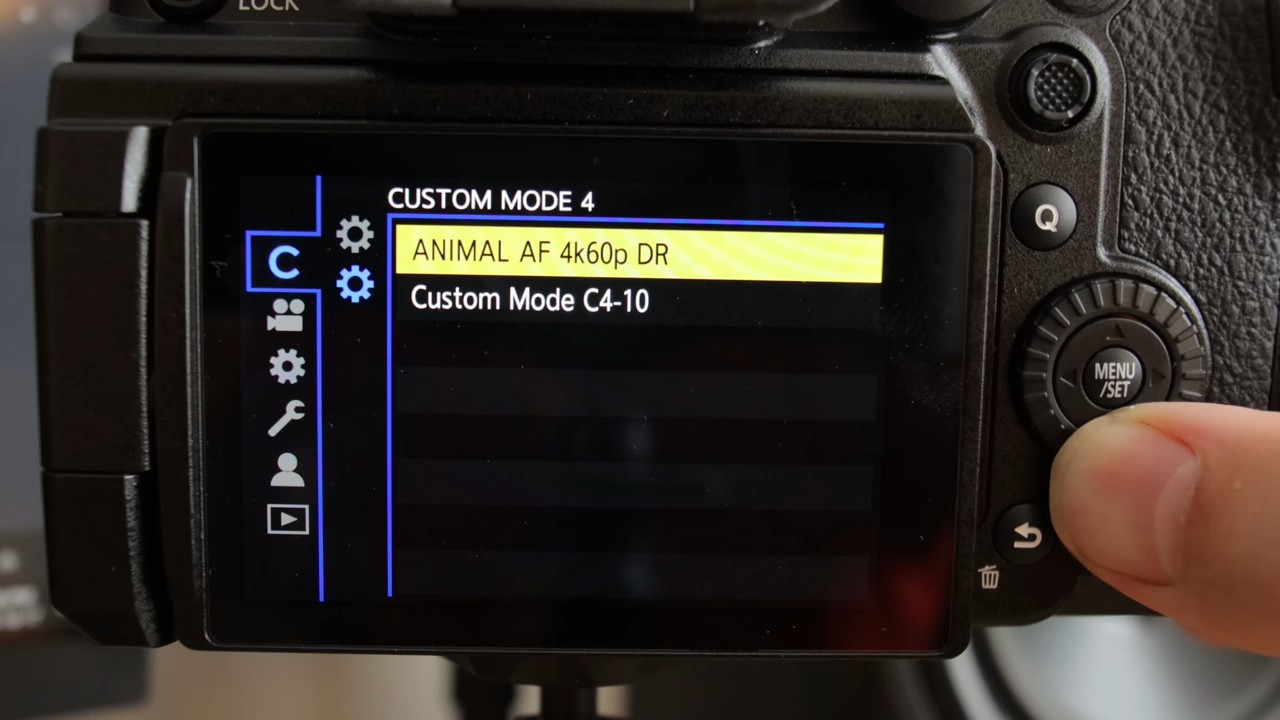 LOCK
CUSTOM MODE 4
ANIMAL AF 4k60p DR
Custom Mode C4-10
C
Q
MENU
/SET